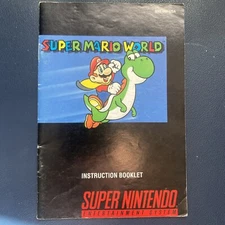 SUPER MARIO WORLD
INSTRUCTION BOOKLET
SUPER NINTENDO
ENTERTAINMENT SYSTEM